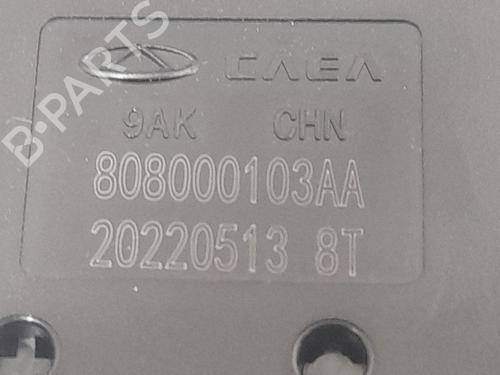 CAEA
9AK CHN
808000103AA
20220513 8T
B-PARTS